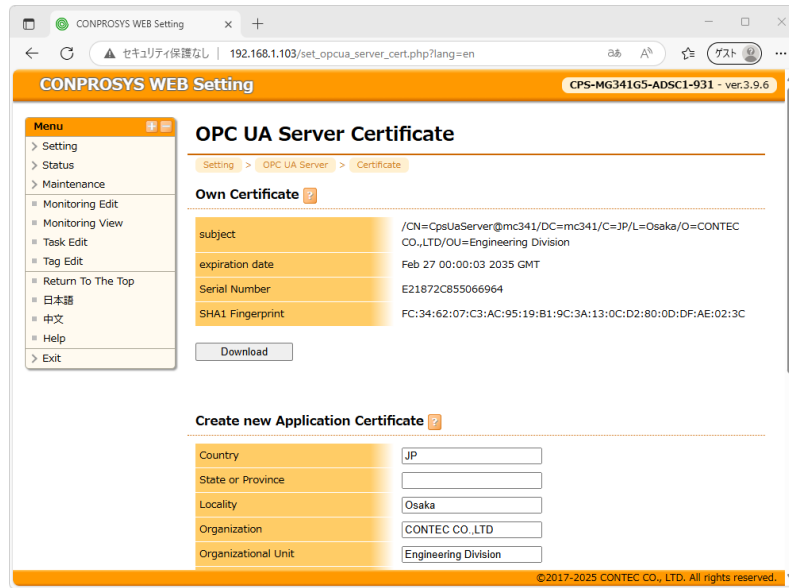 CONPROSYS WEB Setting
セキュリティ保護なし | 192.168.1.103/set_opcua_server_cert.php?lang=en
ゲスト
CONPROSYS WEB Setting
CPS-MG341G5-ADSC1-931 - ver.3.9.6
Menu
Setting
Status
Maintenance
Monitoring Edit
Monitoring View
Task Edit
Tag Edit
Return To The Top
日本語
中文
Help
Exit
OPC UA Server Certificate
Setting > OPC UA Server > Certificate
Own Certificate ?
subject
/CN=CpsUaServer@mc341/DC=mc341/C=JP/L=Osaka/O=CONTEC
CO.,LTD/OU=Engineering Division
expiration date Feb 27 00:00:03 2035 GMT
Serial Number E21872C855066964
SHA1 Fingerprint FC:34:62:07:C3:AC:95:19:B1:9C:3A:13:0C:D2:80:0D:DF:AE:02:3C
Download
Create new Application Certificate ?
Country JP
State or Province
Locality Osaka
Organization CONTEC CO.,LTD
Organizational Unit Engineering Division
©2017-2025 CONTEC CO., LTD. All rights reserved.